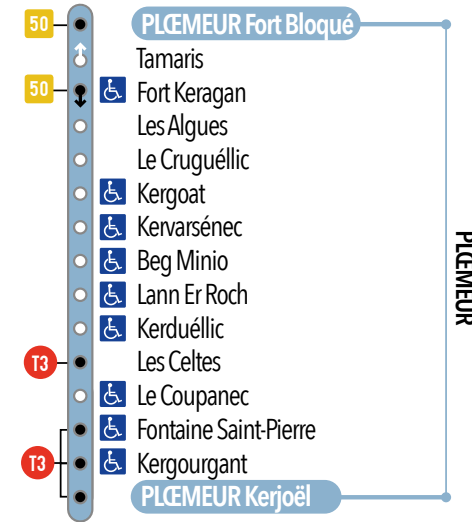 50 PLŒMEUR Fort Bloqué
Tamaris
50 Fort Keragan
Les Algues
Le Cruguéllic
Kergoat
Kervarsénec
Beg Minio
Lann Er Roch
Kerduéllic
T3 Les Celtes
Le Coupanec
Fontaine Saint-Pierre
T3 Kergourgant
PLŒMEUR Kerjoël
PLŒMEUR